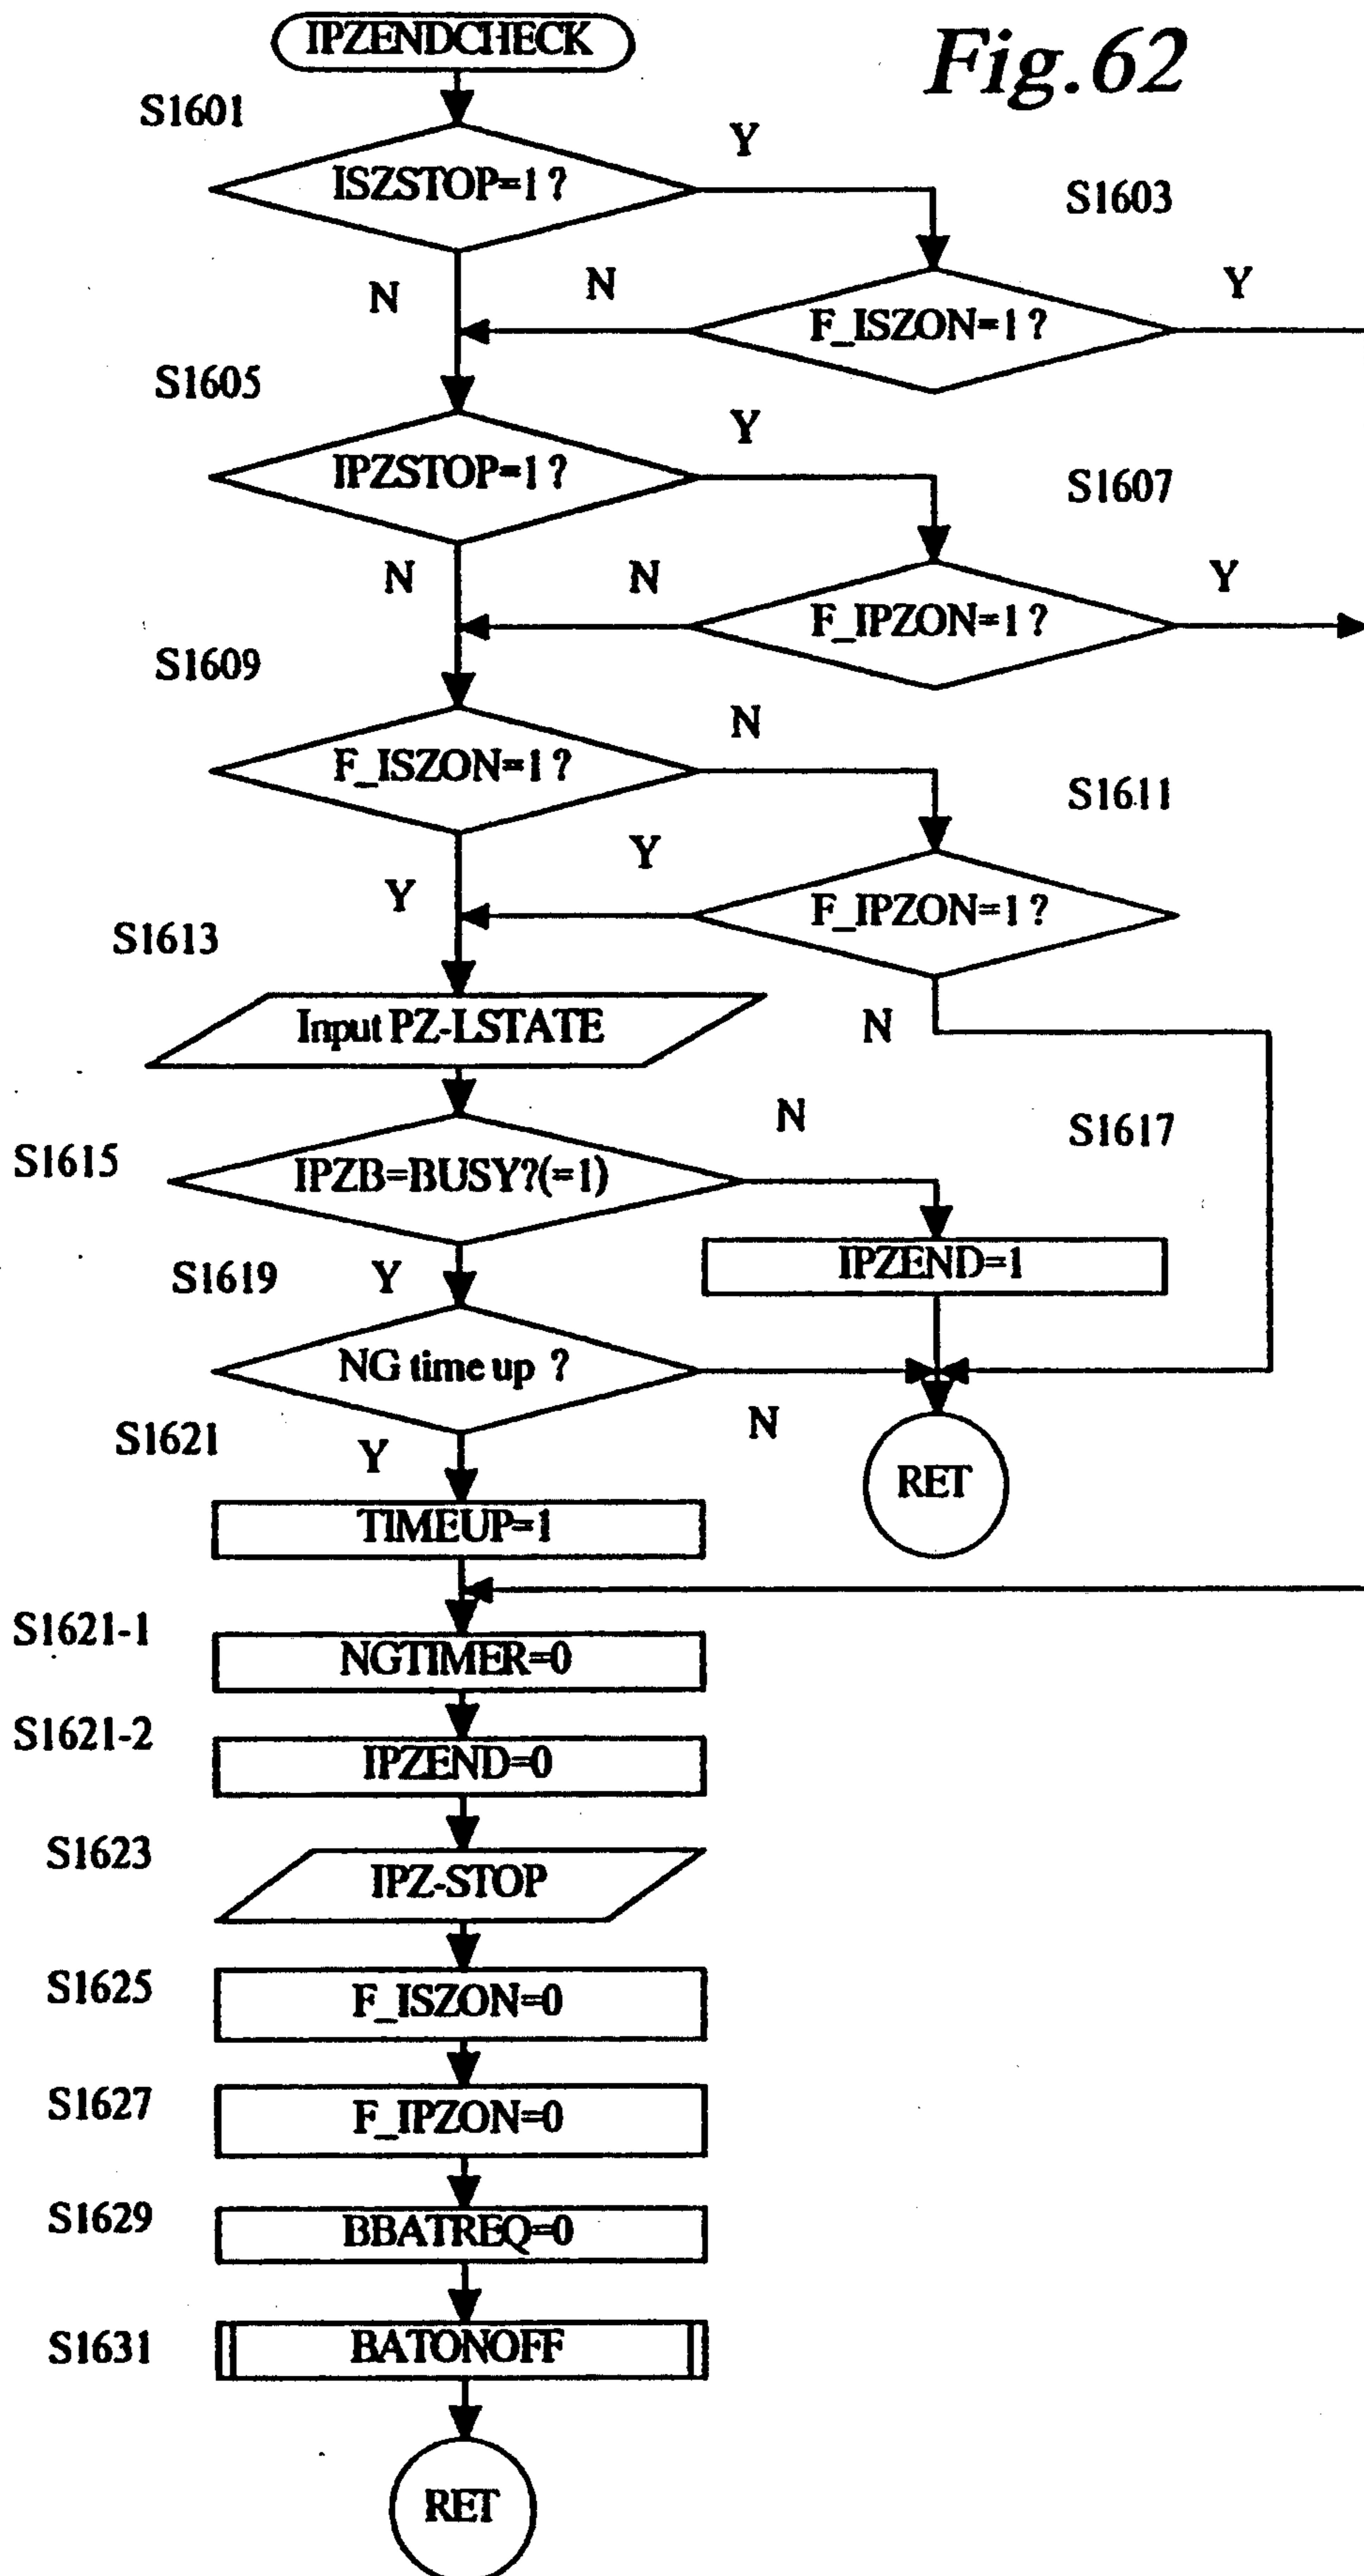 IPZENDCHECK
Fig.62
S1601
ISZSTOP=1 ?
Y
S1603
N
N
F_ISZON=1 ?
Y
S1605
IPZSTOP=1 ?
Y
S1607
N
N
F_IPZON=1 ?
Y
S1609
F_ISZON=1 ?
N
S1611
Y
Y
F_IPZON=1 ?
S1613
Input PZ-LSTATE
N
S1615
IPZB=BUSY?(=1)
N
S1617
IPZEND=1
S1619
Y
NG time up ?
N
S1621
Y
RET
TIMEUP=1
S1621-1
NGTIMER=0
S1621-2
IPZEND=0
S1623
IPZ-STOP
S1625
F_ISZON=0
S1627
F_IPZON=0
S1629
BBATREQ=0
S1631
BATONOFF
RET